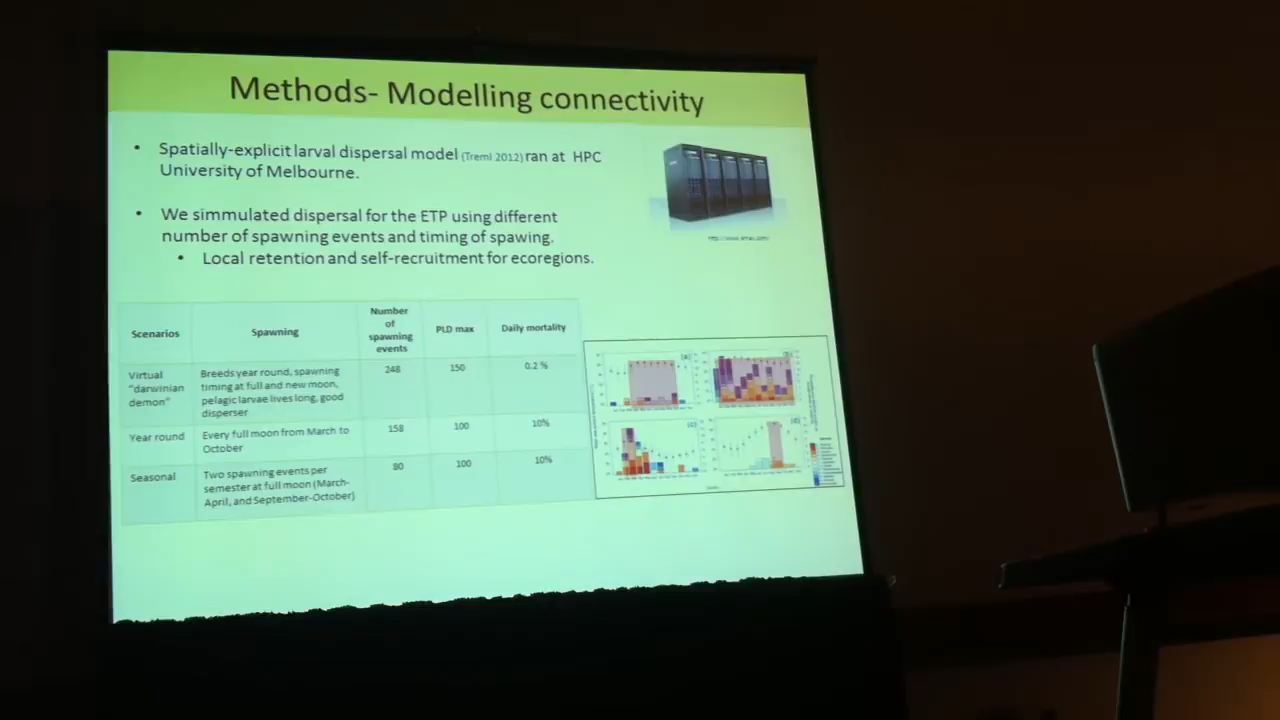 Methods- Modelling connectivity
• Spatially-explicit larval dispersal model (Treml 2012) ran at HPC
University of Melbourne.
• We simmulated dispersal for the ETP using different
number of spawning events and timing of spawing.
• Local retention and self-recruitment for ecoregions.
Scenarios
Spawning
Number
of
spawning
events
PLD max
Daily mortality
Virtual
"darwinian
demon"
Breeds year round, spawning
timing at full and new moon,
pelagic larvae lives long, good
disperser
248
150
0.2 %
Year round
Every full moon from March to
October
158
100
10%
Seasonal
Two spawning events per
semester at full moon (March-
April, and September-October)
80
100
10%